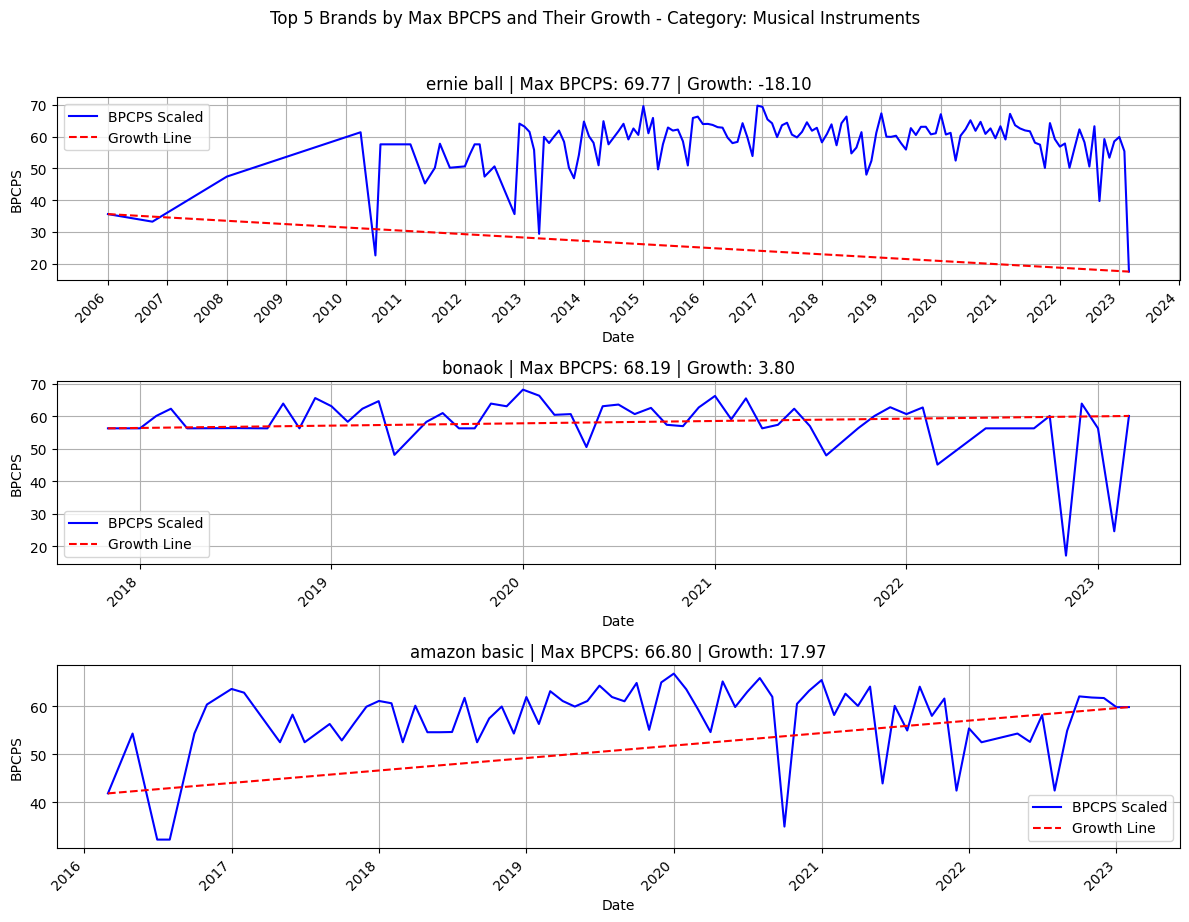 Top 5 Brands by Max BPCPS and Their Growth - Category: Musical Instruments
ernie ball | Max BPCPS: 69.77 | Growth: -18.10
BPCPS Scaled
Growth Line
70
60
50
40
30
20
BPCPS
2006 2007 2008 2009 2010 2011 2012 2013 2014 2015 2016 2017 2018 2019 2020 2021 2022 2023 2024
Date
bonaok | Max BPCPS: 68.19 | Growth: 3.80
70
60
50
40
30
20
BPCPS
BPCPS Scaled
Growth Line
2018 2019 2020 2021 2022 2023
Date
amazon basic | Max BPCPS: 66.80 | Growth: 17.97
60
50
40
BPCPS
BPCPS Scaled
Growth Line
2016 2017 2018 2019 2020 2021 2022 2023
Date